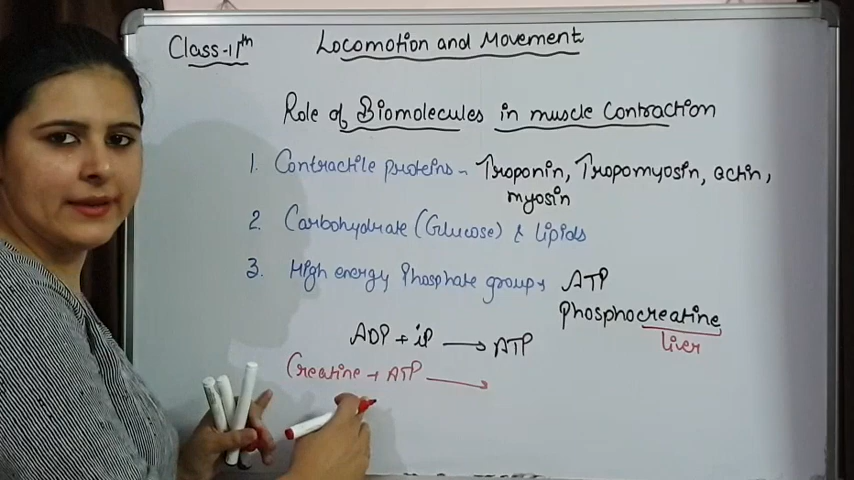 Class-11th Locomotion and Movement
Role of Biomolecules in muscle Contraction
1. Contractile proteins - Troponin, Tropomyosin, actin,
myosin
2. Carbohydrate (Glucose) & lipids
3. High energy Phosphate groups ATP
Phosphocreatine
liver
ADP + iP → ATP
Creatine + ATP →